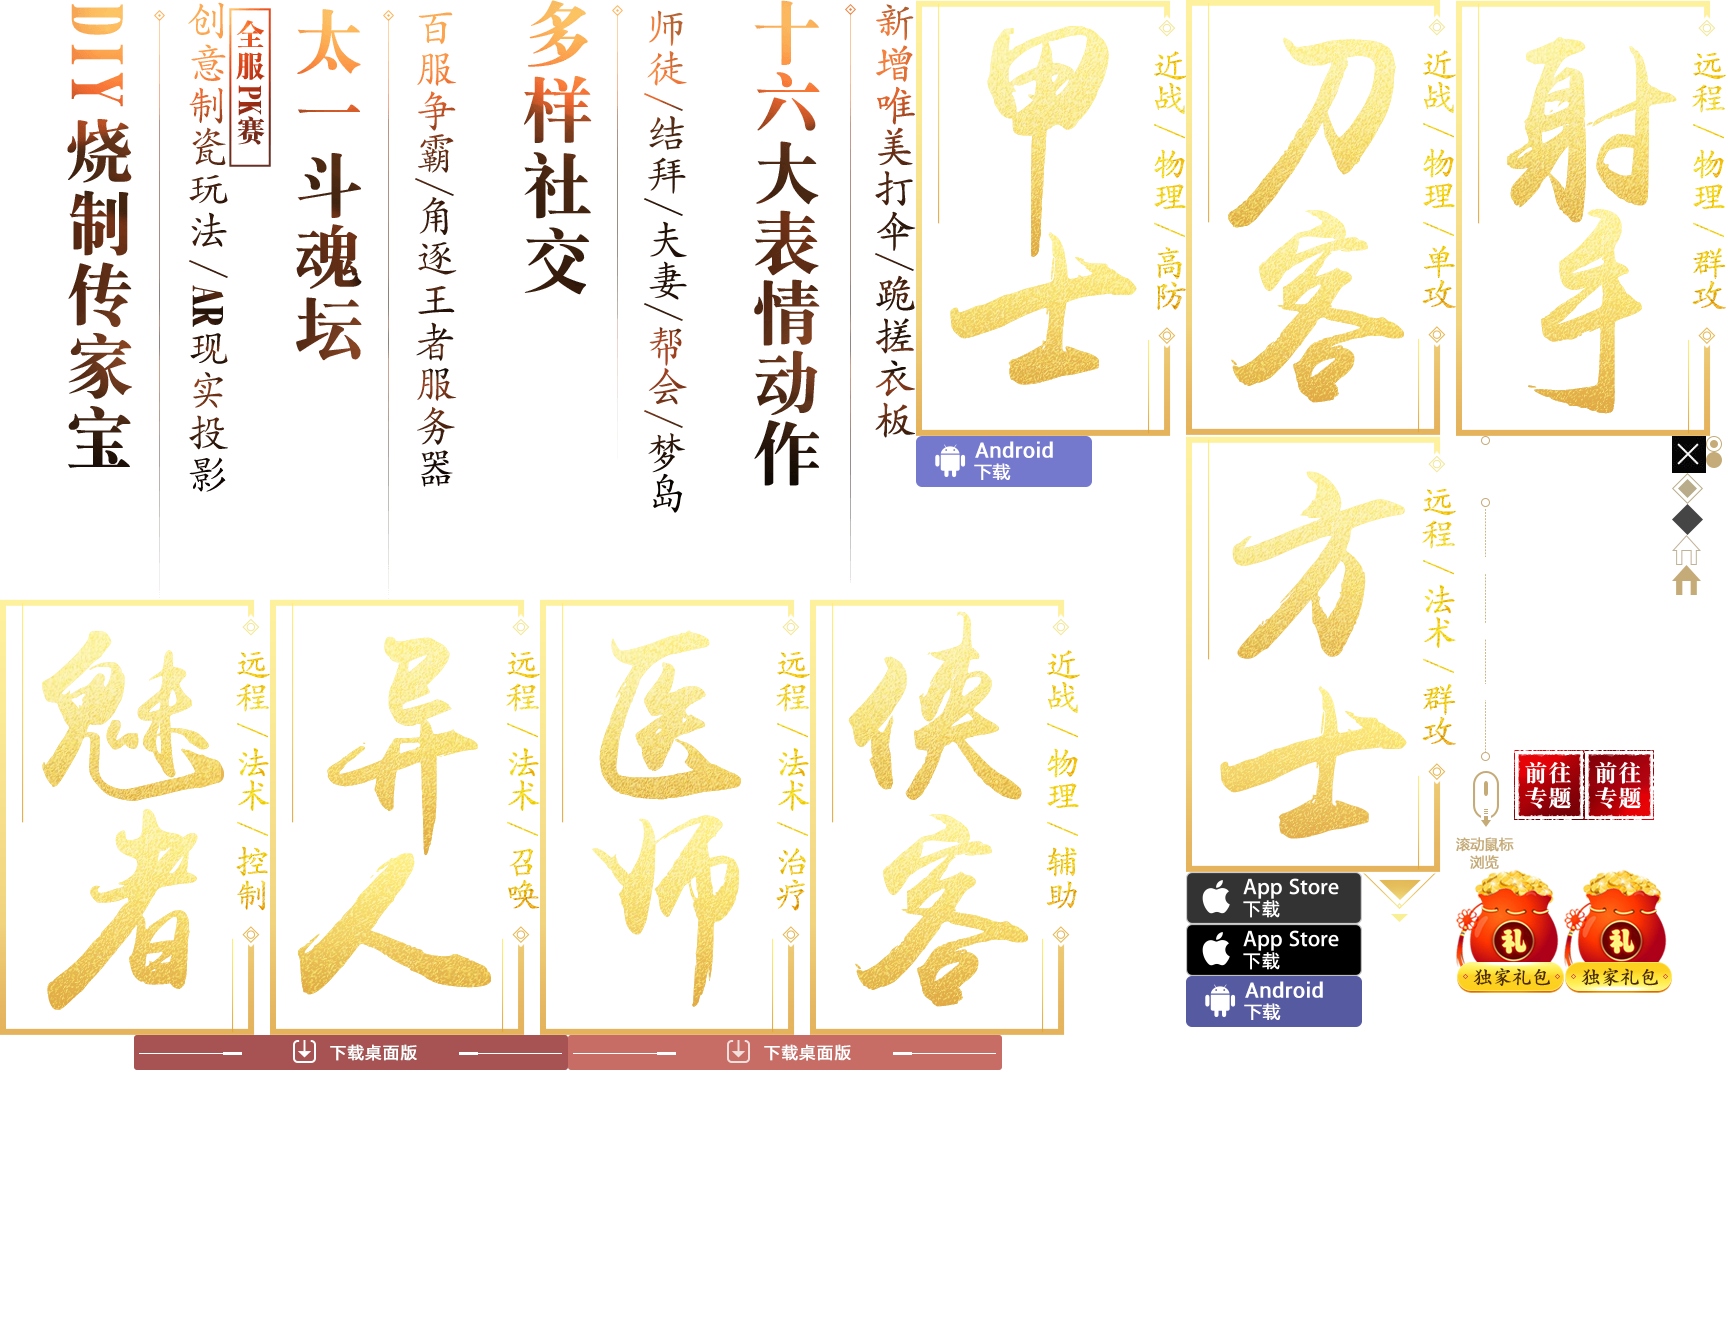 DIY烧制传家宝
创意制瓷玩法/AR现实投影
全服PK赛
太一斗魂坛
百服争霸/角逐王者服务器
多样社交
师徒/结拜/夫妻/帮会/梦岛
十六大表情动作
新增唯美打伞/跪搓衣板
甲士
近战/物理/高防
刀客
近战/物理/单攻
射手
远程/物理/群攻
Android
下载
方士
远程/法术/群攻
魅者
远程/法术/控制
异人
远程/法术/召唤
医师
远程/法术/治疗
侠客
近战/物理/辅助
前往
专题
前往
专题
滚动鼠标
浏览
App Store
下载
App Store
下载
Android
下载
礼
独家礼包
礼
独家礼包
下载桌面版
下载桌面版